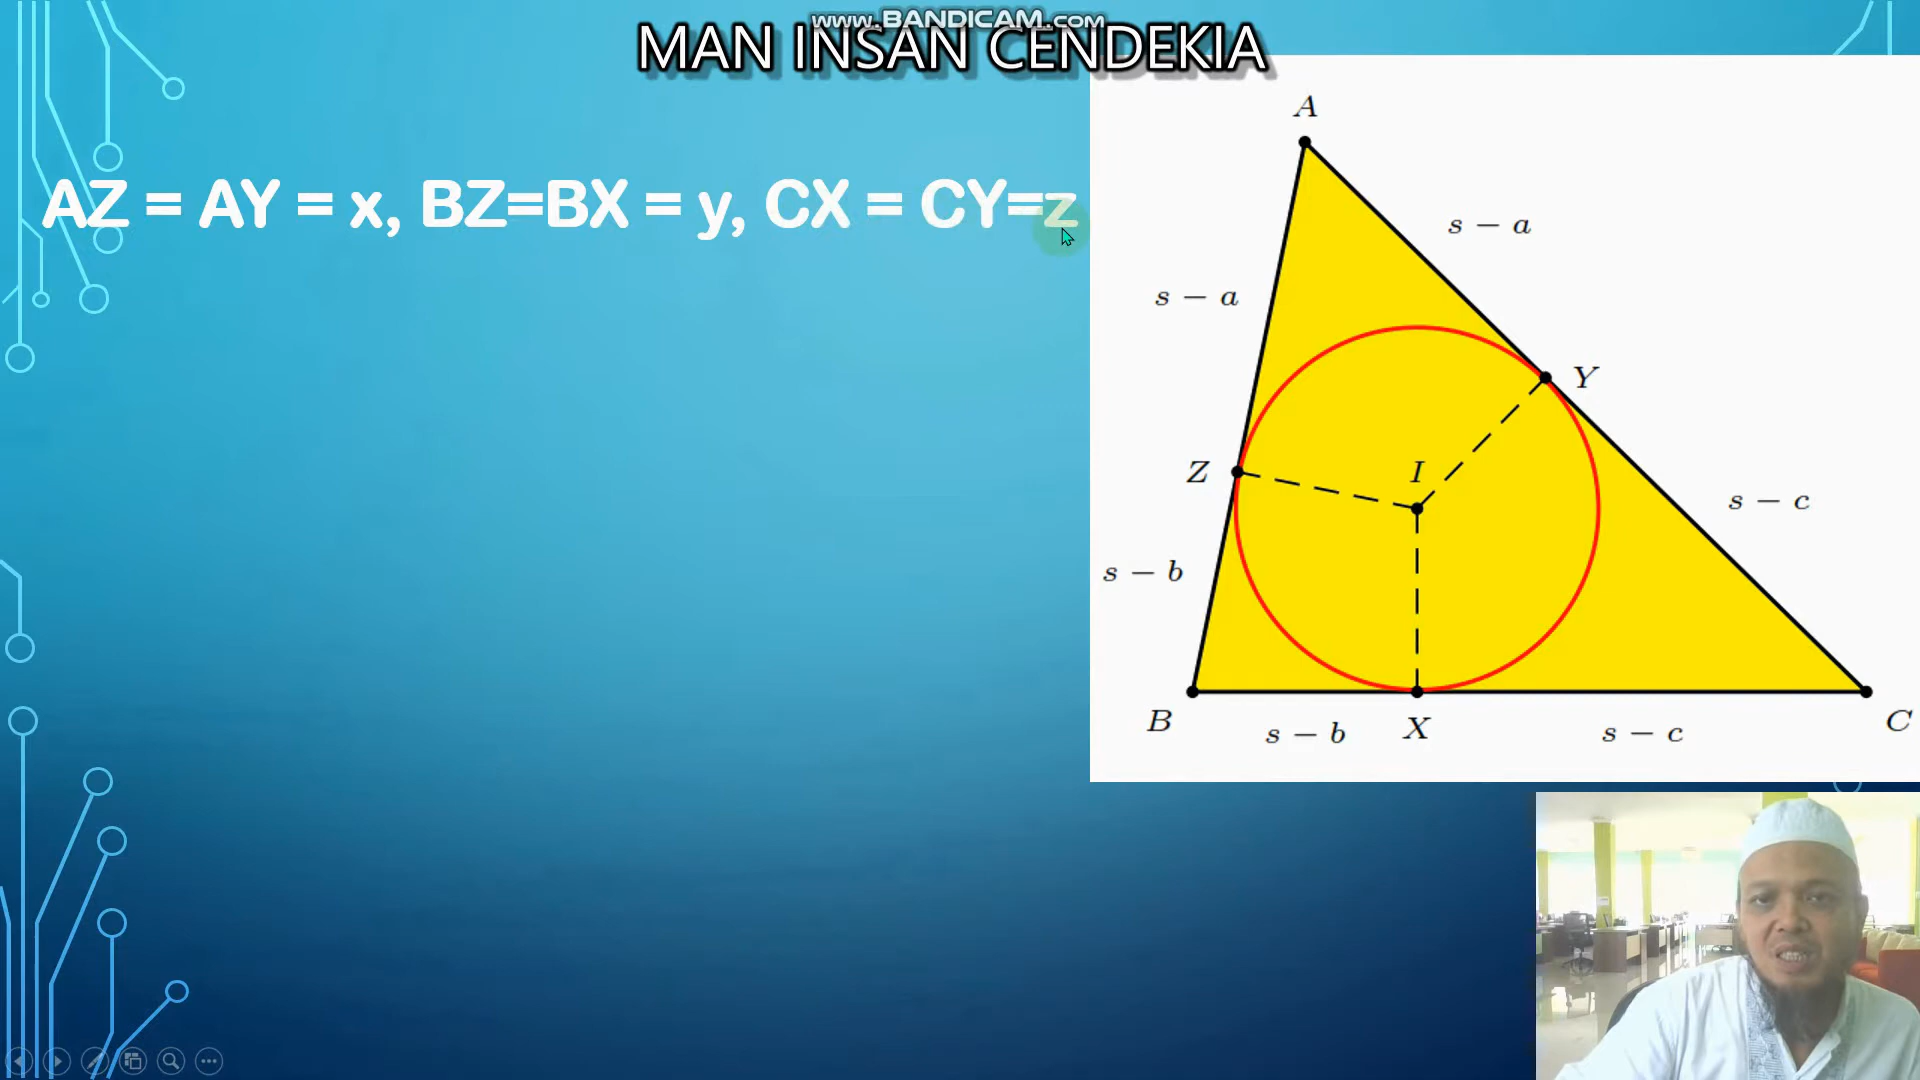 www.BANDICAM.com
MAN INSAN CENDEKIA
AZ = AY = x, BZ=BX = y, CX = CY=z
A
s − a
s − a
Y
Z
I
s − c
s − b
B
s − b
X
s − c
C